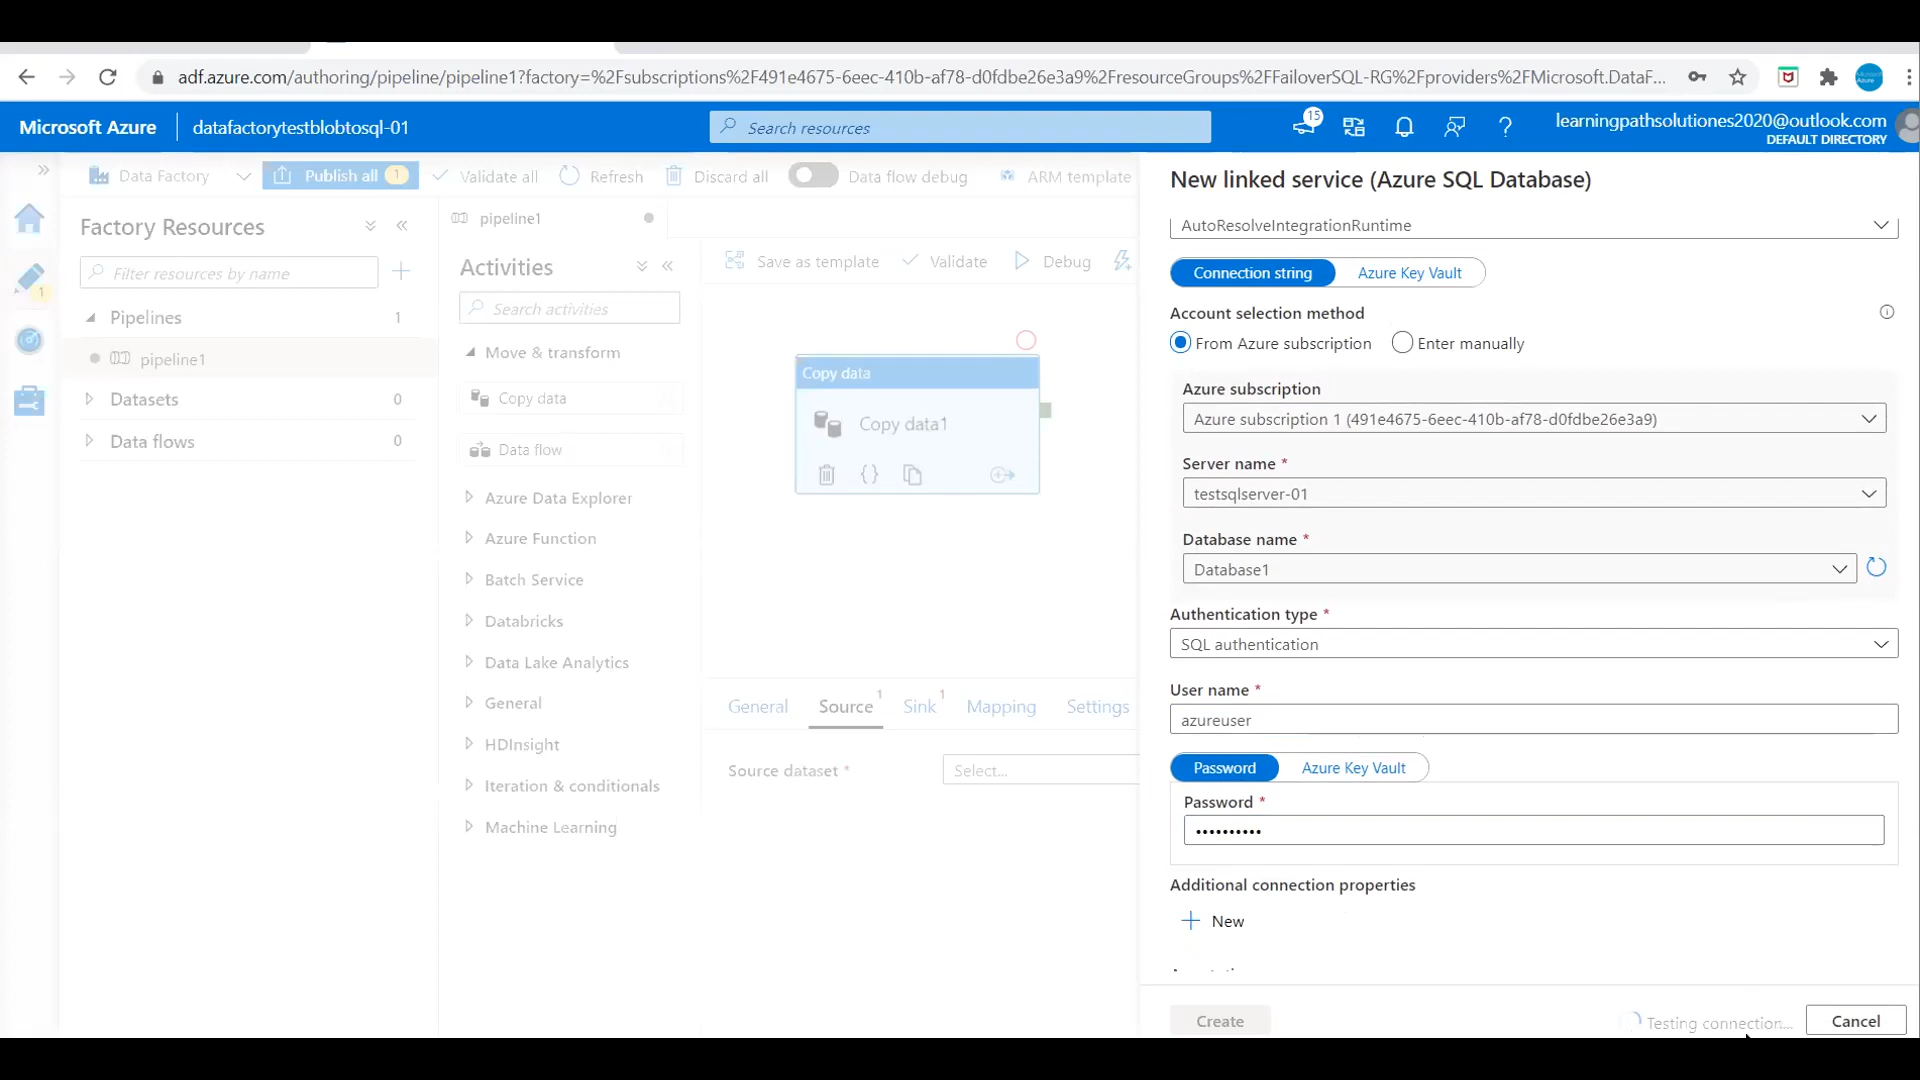 adf.azure.com/authoring/pipeline/pipeline1?factory=%2Fsubscriptions%2F491e4675-6eec-410b-af78-d0fdbe26e3a9%2FresourceGroups%2FFailoverSQL-RG%2Fproviders%2FMicrosoft.DataF...
Microsoft Azure
datafactorytestblobtosql-01
Search resources
15
learningpathsolutiones2020@outlook.com
DEFAULT DIRECTORY
Data Factory
Publish all 1
Validate all
Refresh
Discard all
Data flow debug
ARM template
Factory Resources
Filter resources by name
1
Pipelines 1
pipeline1
Datasets 0
Data flows 0
pipeline1
Activities
Search activities
Move & transform
Copy data
Data flow
Azure Data Explorer
Azure Function
Batch Service
Databricks
Data Lake Analytics
General
HDInsight
Iteration & conditionals
Machine Learning
Save as template
Validate
Debug
Copy data
Copy data1
General
Source 1
Sink 1
Mapping
Settings
Source dataset *
Select...
New linked service (Azure SQL Database)
AutoResolveIntegrationRuntime
Connection string
Azure Key Vault
Account selection method
From Azure subscription
Enter manually
Azure subscription
Azure subscription 1 (491e4675-6eec-410b-af78-d0fdbe26e3a9)
Server name *
testsqlserver-01
Database name *
Database1
Authentication type *
SQL authentication
User name *
azureuser
Password
Azure Key Vault
Password *
••••••••••
Additional connection properties
New
Create
Testing connection...
Cancel